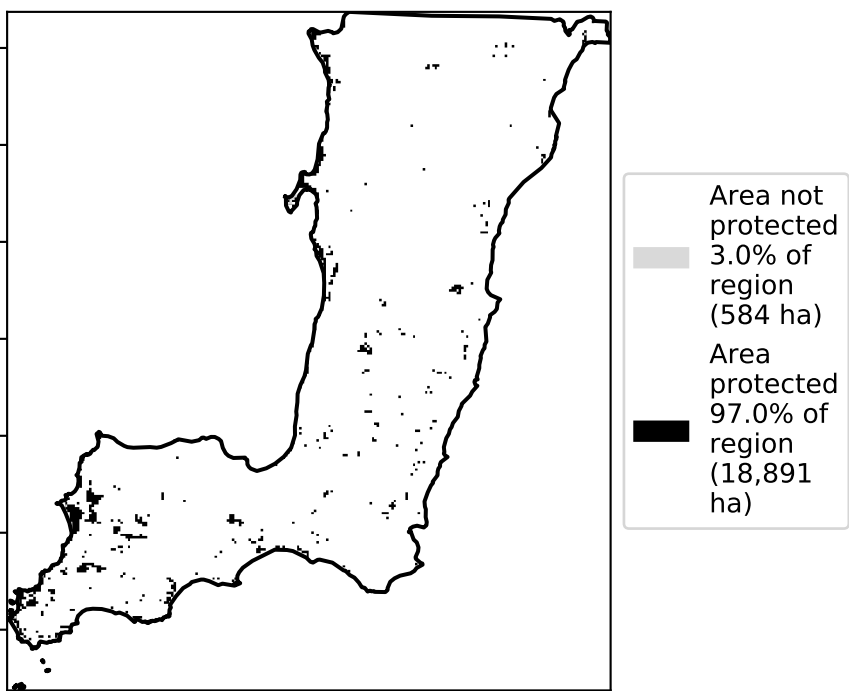 Area not
protected
3.0% of
region
(584 ha)
Area
protected
97.0% of
region
(18,891
ha)